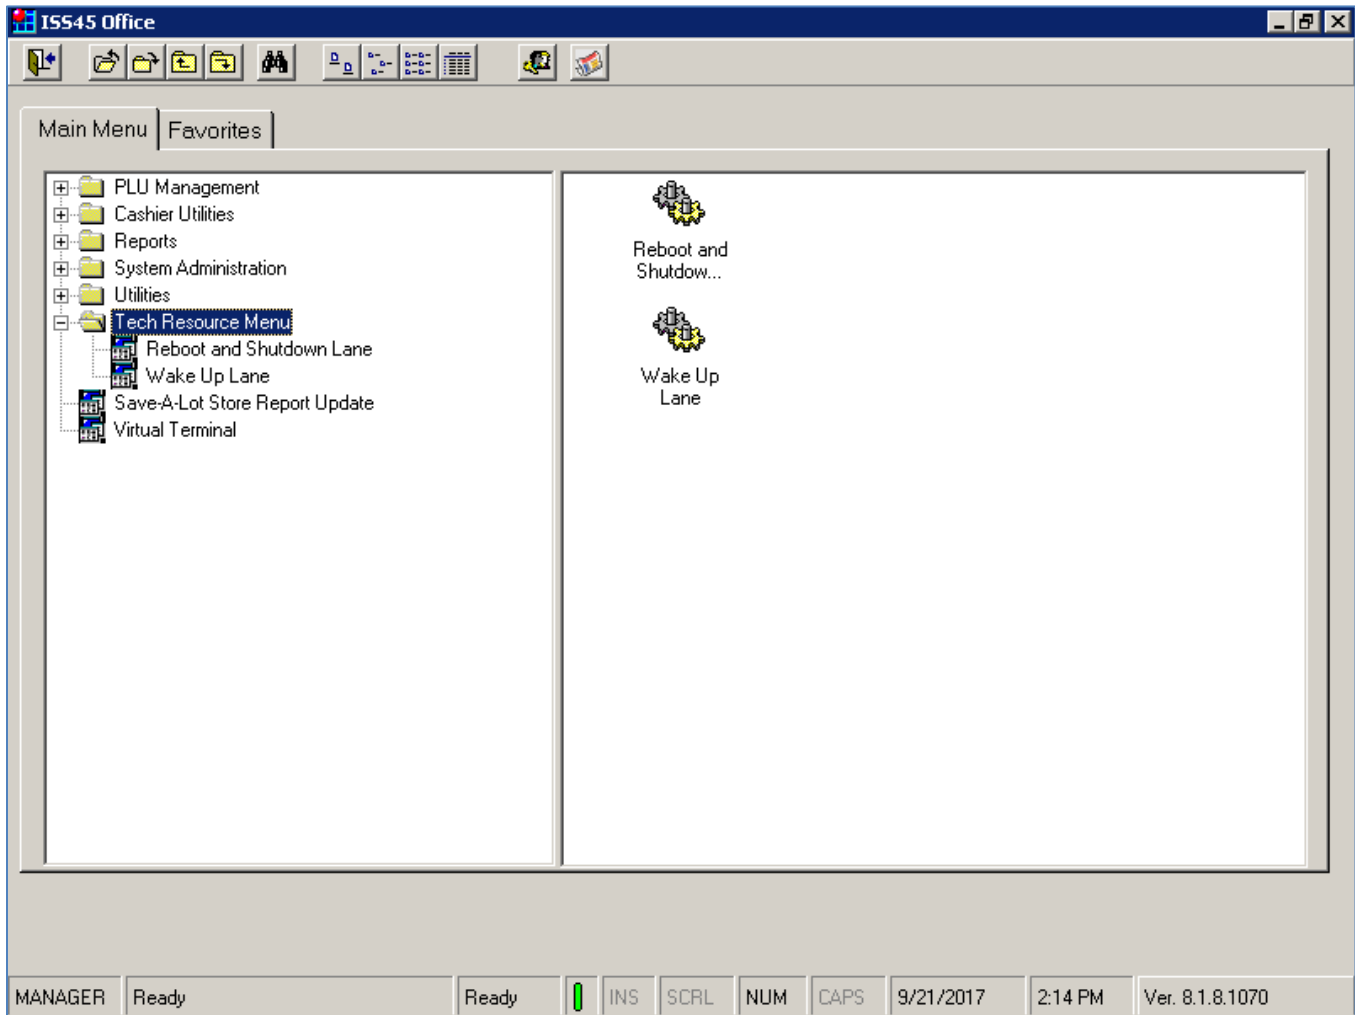 ISS45 Office
Main Menu
Favorites
PLU Management
Cashier Utilities
Reports
System Administration
Utilities
Tech Resource Menu
Reboot and Shutdown Lane
Wake Up Lane
Save-A-Lot Store Report Update
Virtual Terminal
Reboot and
Shutdow...
Wake Up
Lane
MANAGER
Ready
Ready
INS
SCRL
NUM
CAPS
9/21/2017
2:14 PM
Ver. 8.1.8.1070